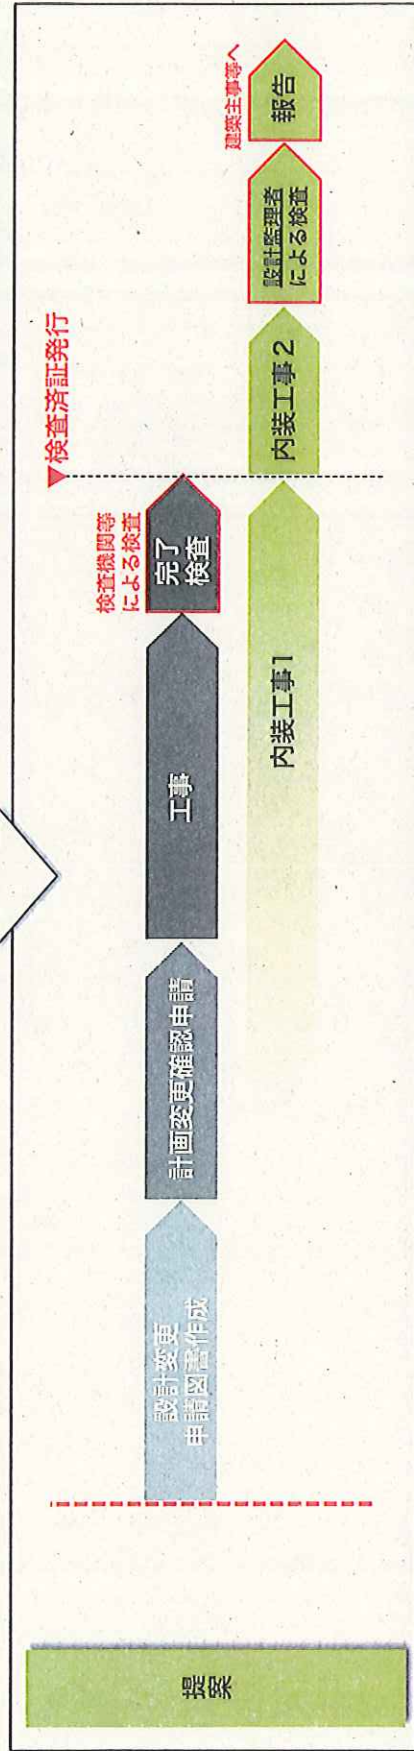 提案
設計変更
申請図書作成
計画変更確認申請
工事
検査機関等
による検査
完了
検査
▼検査済証発行
内装工事1
内装工事2
設計監理者
による検査
建築主事等へ
報告